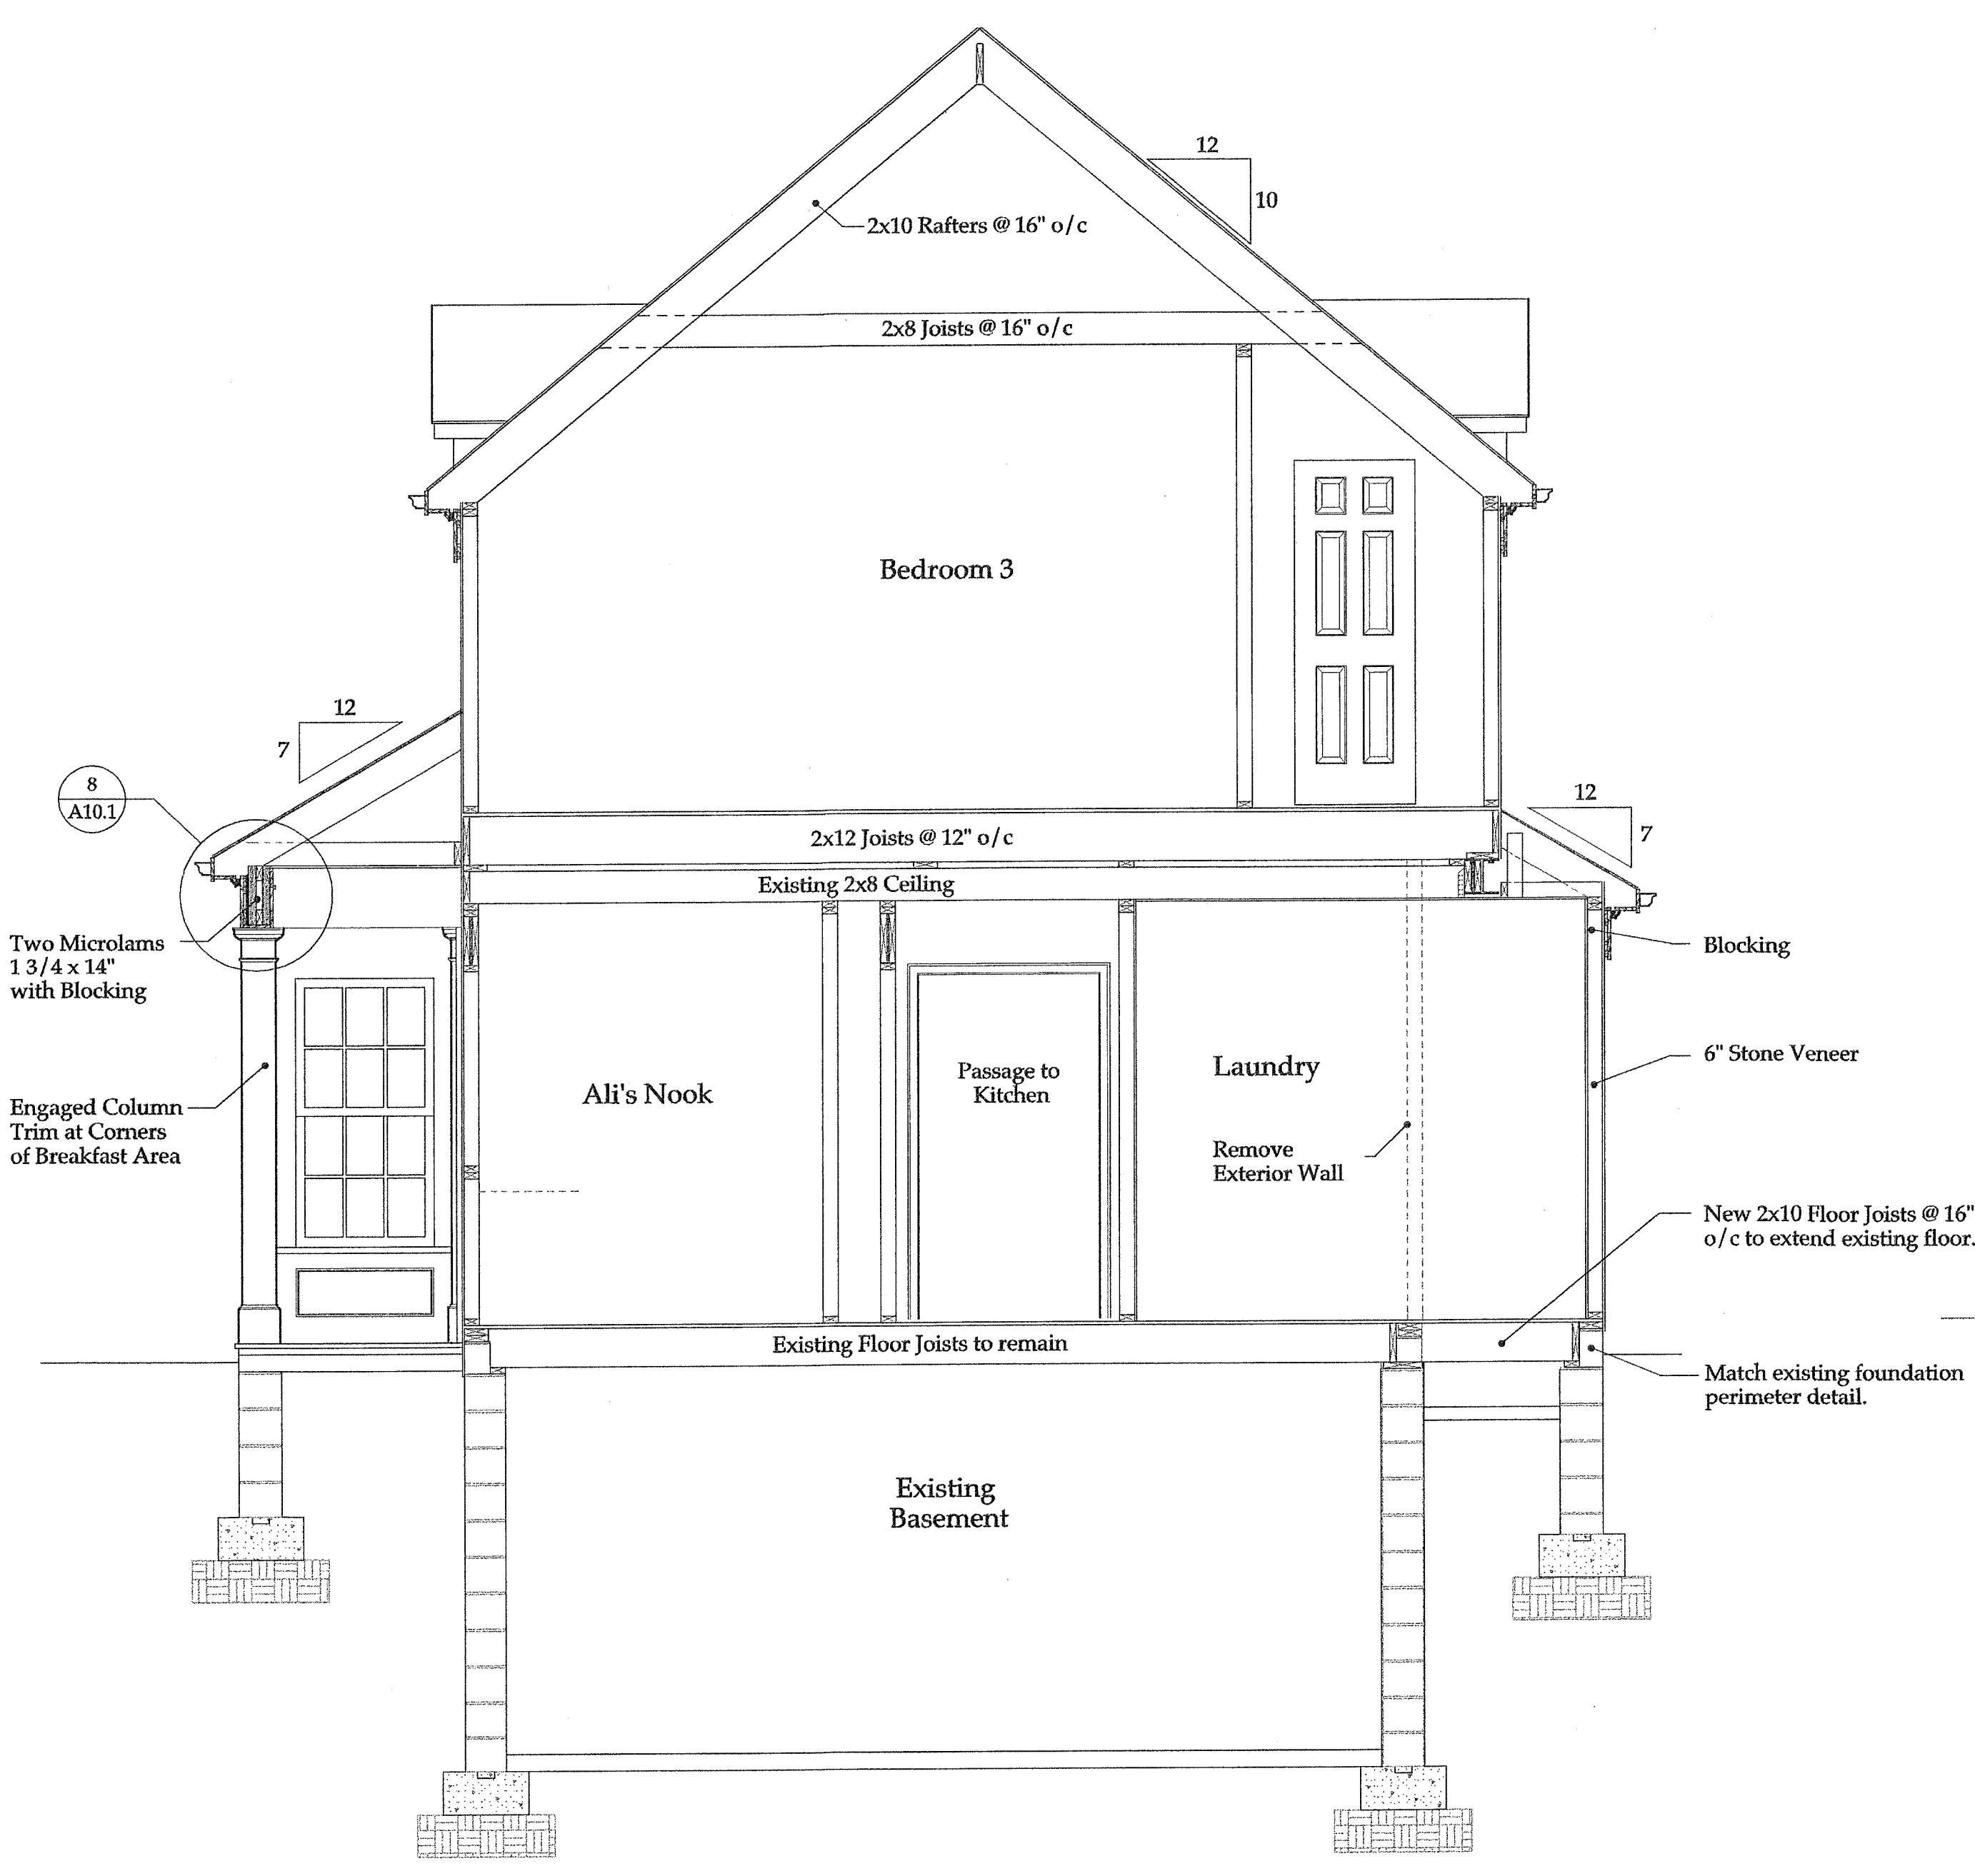 12
10
2x10 Rafters @ 16" o/c
2x8 Joists @ 16" o/c
Bedroom 3
12
7
8
A10.1
12
7
2x12 Joists @ 12" o/c
Existing 2x8 Ceiling
Two Microlams
1 3/4 x 14"
with Blocking
Blocking
6" Stone Veneer
Engaged Column
Trim at Corners
of Breakfast Area
Ali's Nook
Passage to
Kitchen
Laundry
Remove
Exterior Wall
New 2x10 Floor Joists @ 16"
o/c to extend existing floor.
Existing Floor Joists to remain
Match existing foundation
perimeter detail.
Existing
Basement